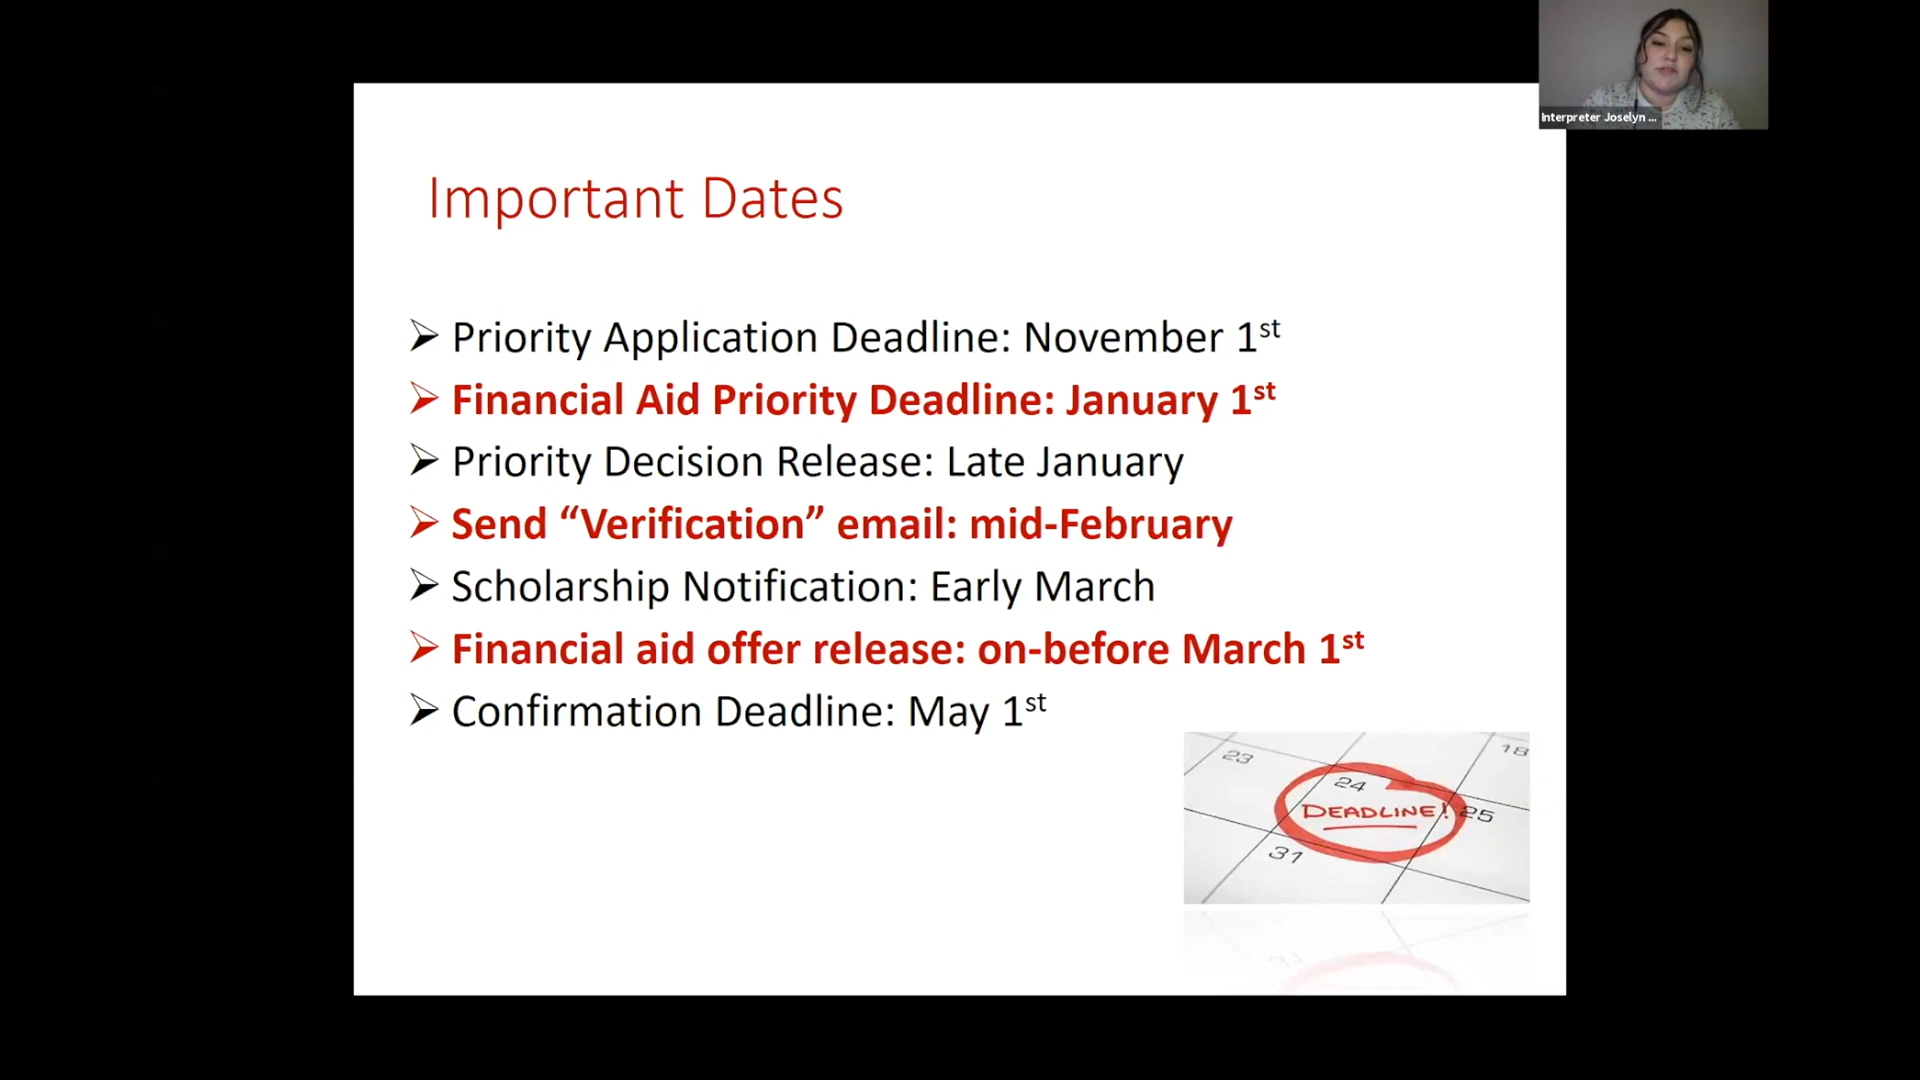 Interpreter Joselyn ...
Important Dates
Priority Application Deadline: November 1st
Financial Aid Priority Deadline: January 1st
Priority Decision Release: Late January
Send “Verification” email: mid-February
Scholarship Notification: Early March
Financial aid offer release: on-before March 1st
Confirmation Deadline: May 1st
23
18
24
DEADLINE!
25
31